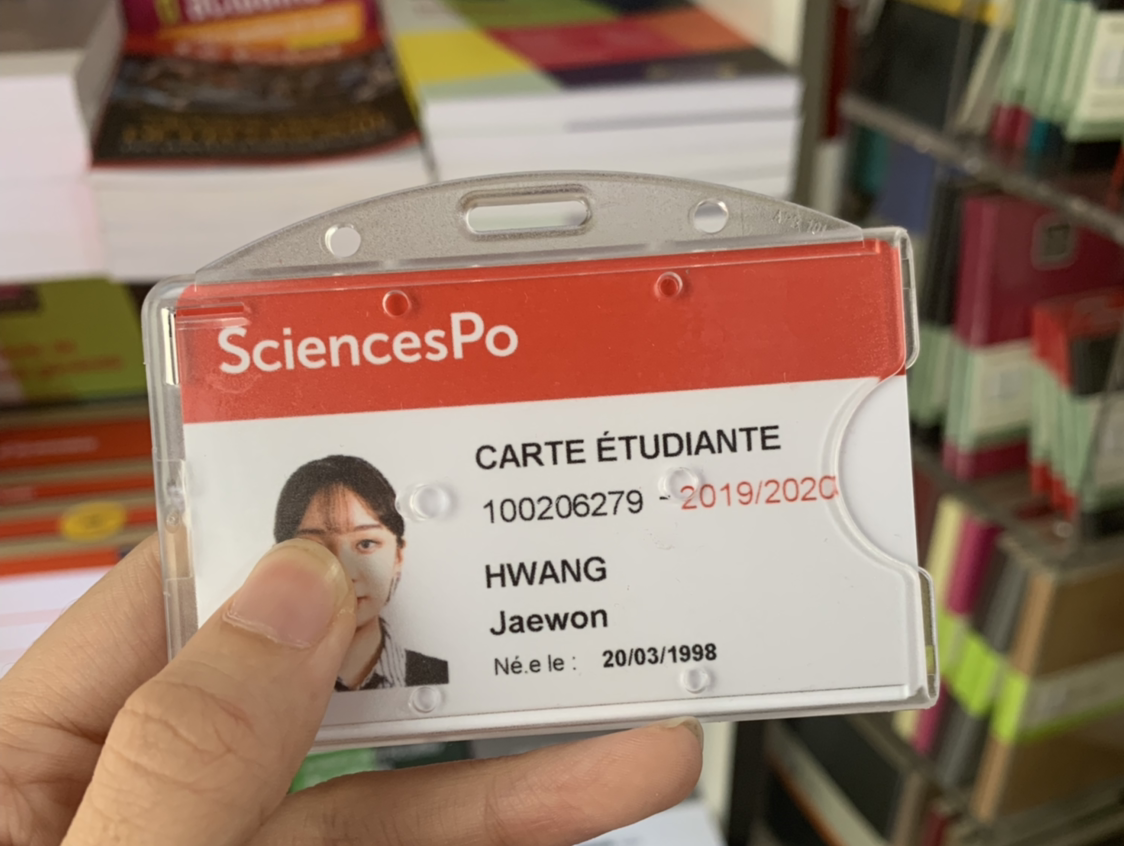 SciencesPo
CARTE ÉTUDIANTE
100206279 - 2019/2020
HWANG
Jaewon
Né.e le : 20/03/1998